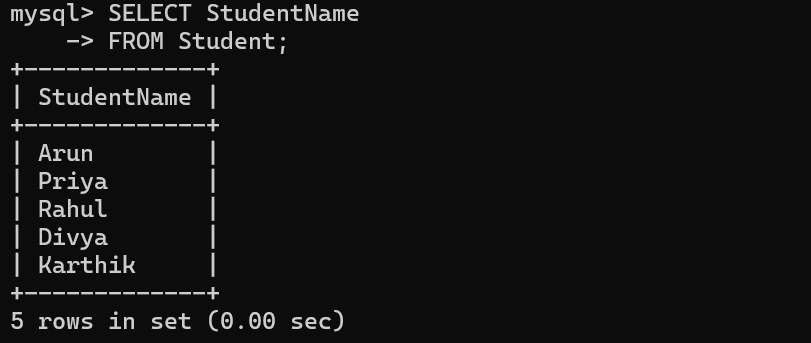 mysql> SELECT StudentName
    -> FROM Student;
+-------------+
| StudentName |
+-------------+
| Arun        |
| Priya       |
| Rahul       |
| Divya       |
| Karthik     |
+-------------+
5 rows in set (0.00 sec)